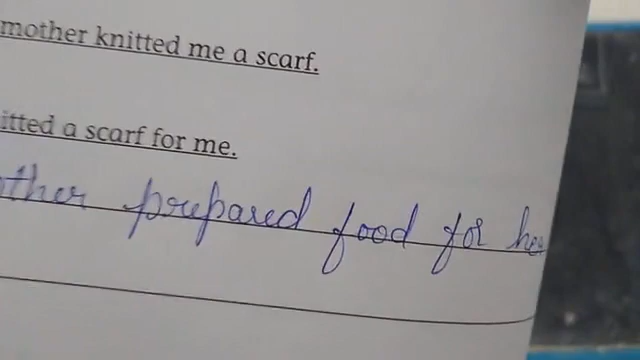 mother knitted me a scarf.
itted a scarf for me.
ther prepared food for